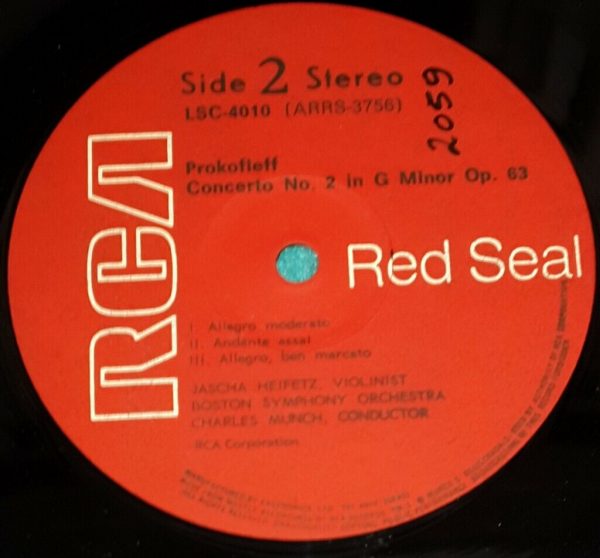 Side 2 Stereo
LSC-4010 (ARRS-3756)
2059
Prokofieff
Concerto No. 2 in G Minor Op. 63
RCA
Red Seal
I. Allegro moderato
II. Andante assai
III. Allegro, ben marcato
JASCHA HEIFETZ, VIOLINIST
BOSTON SYMPHONY ORCHESTRA
CHARLES MUNCH, CONDUCTOR
RCA Corporation